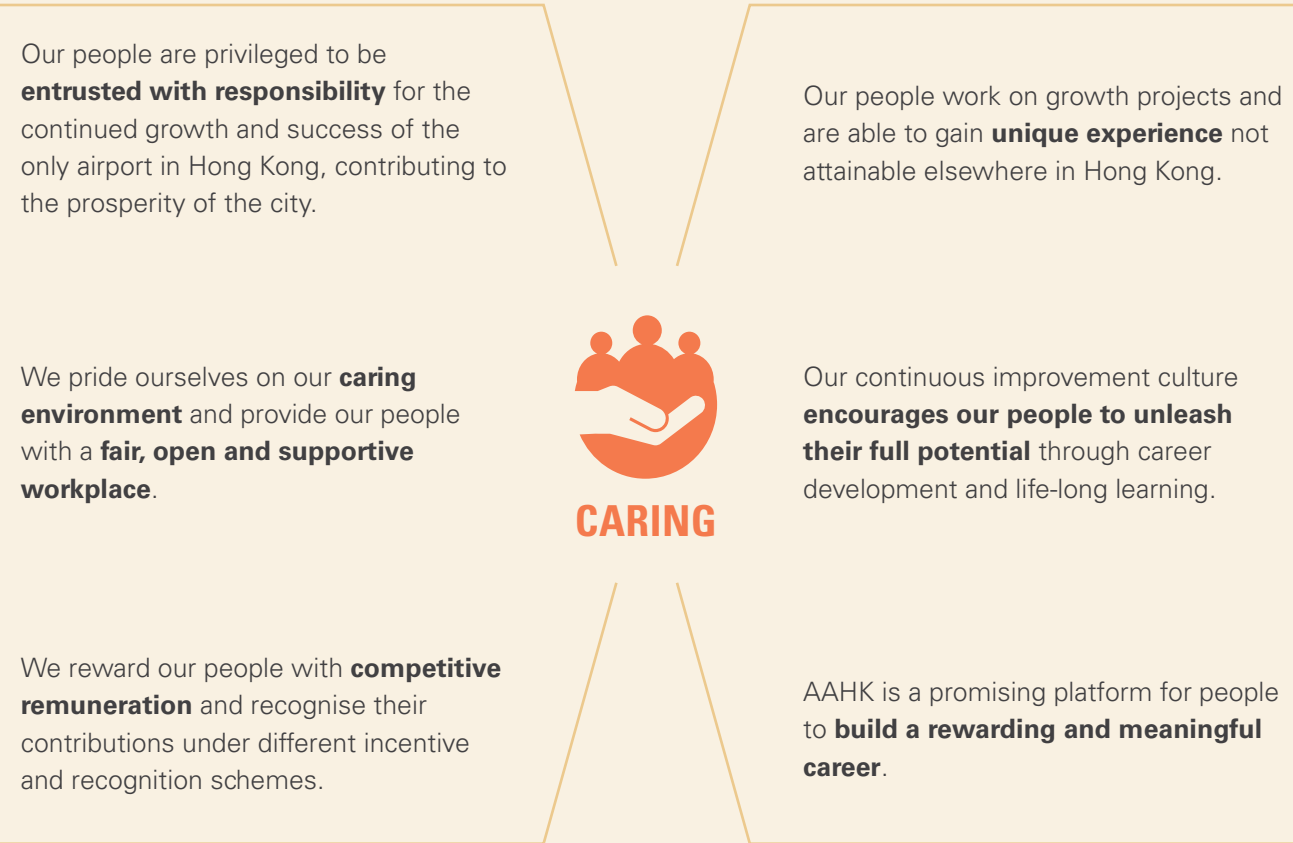 Our people are privileged to be
entrusted with responsibility for the
continued growth and success of the
only airport in Hong Kong, contributing to
the prosperity of the city.
Our people work on growth projects and
are able to gain unique experience not
attainable elsewhere in Hong Kong.
We pride ourselves on our caring
environment and provide our people
with a fair, open and supportive
workplace.
CARING
Our continuous improvement culture
encourages our people to unleash
their full potential through career
development and life-long learning.
We reward our people with competitive
remuneration and recognise their
contributions under different incentive
and recognition schemes.
AAHK is a promising platform for people
to build a rewarding and meaningful
career.